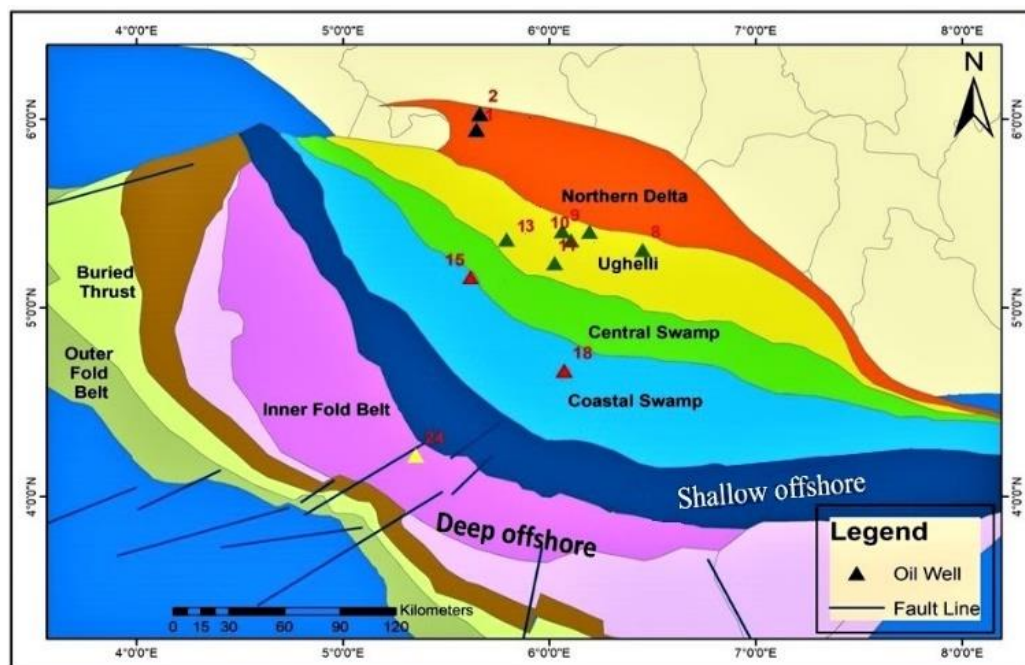 4°0'0"E 5°0'0"E 6°0'0"E 7°0'0"E 8°0'0"E
N
2
1
6°0'0"N 6°0'0"N
Northern Delta
9
10
13
8
11
Ughelli
15
Buried
Thrust
5°0'0"N 5°0'0"N
Central Swamp
18
Outer
Fold
Belt
Inner Fold Belt
Coastal Swamp
24
Shallow offshore
4°0'0"N 4°0'0"N
Deep offshore
Legend
Oil Well
Fault Line
Kilometers
0 15 30 60 90 120
4°0'0"E 5°0'0"E 6°0'0"E 7°0'0"E 8°0'0"E